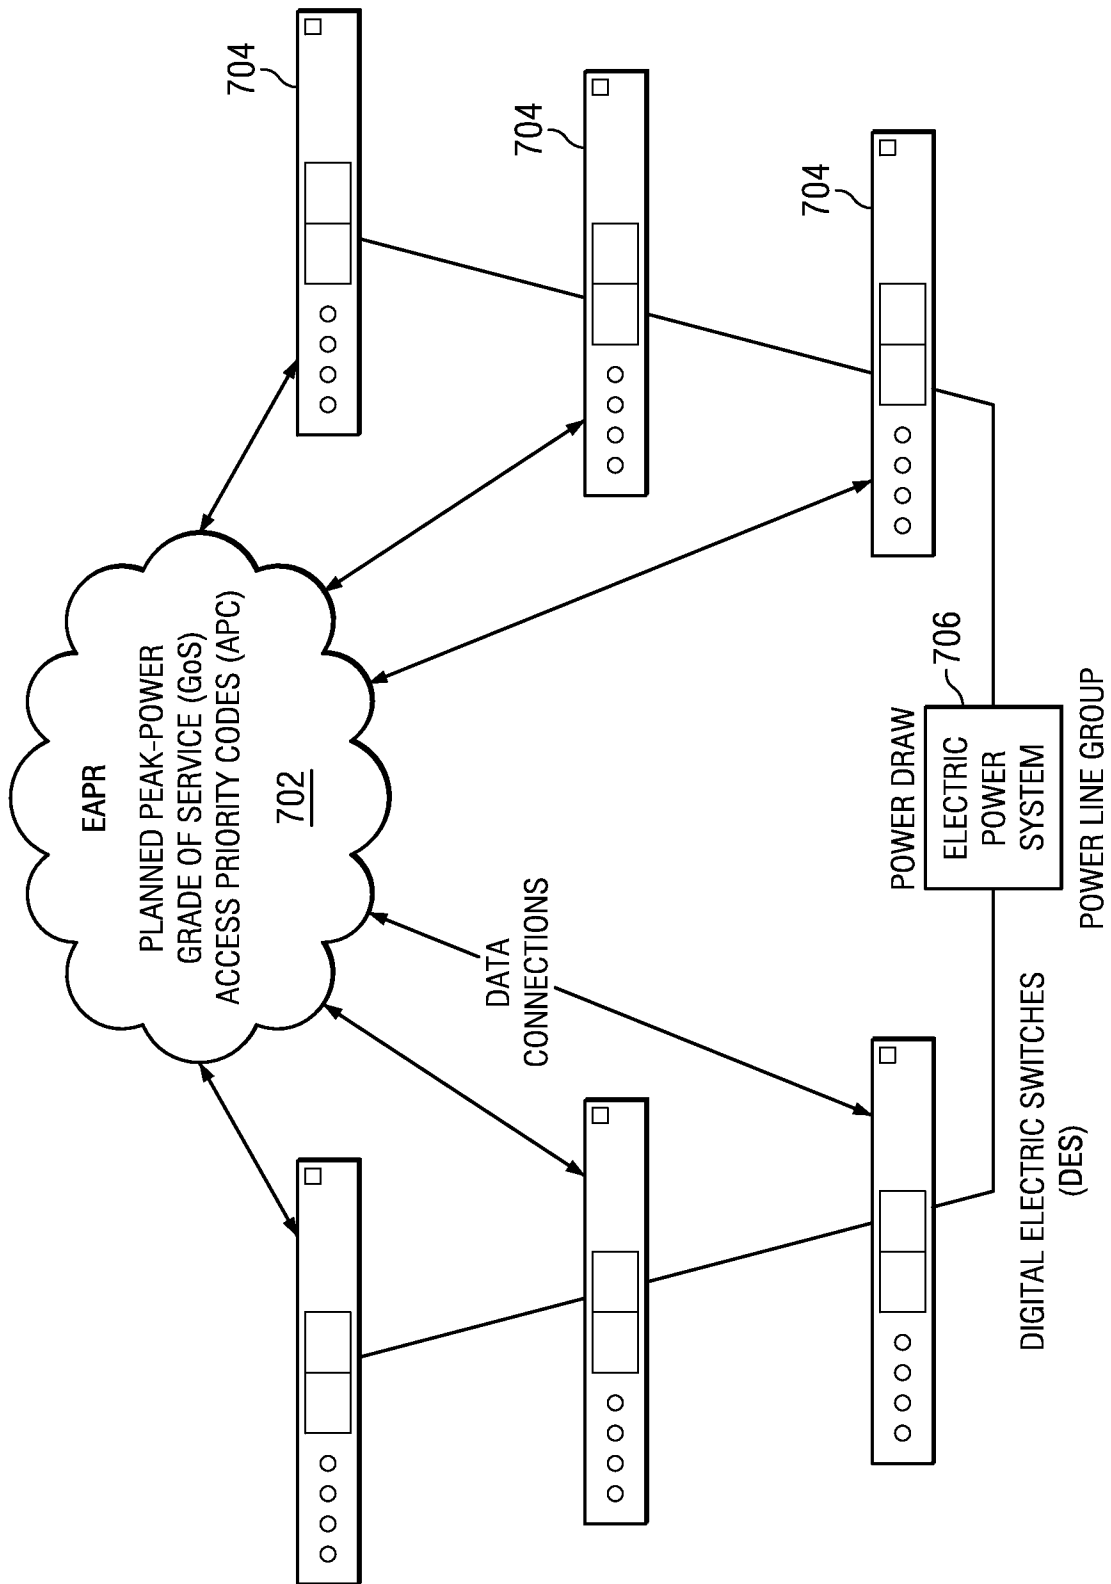 EAPR
PLANNED PEAK-POWER
GRADE OF SERVICE (GoS)
ACCESS PRIORITY CODES (APC)
702
704
704
704
DATA
CONNECTIONS
POWER DRAW
706
ELECTRIC
POWER
SYSTEM
POWER LINE GROUP
DIGITAL ELECTRIC SWITCHES
(DES)